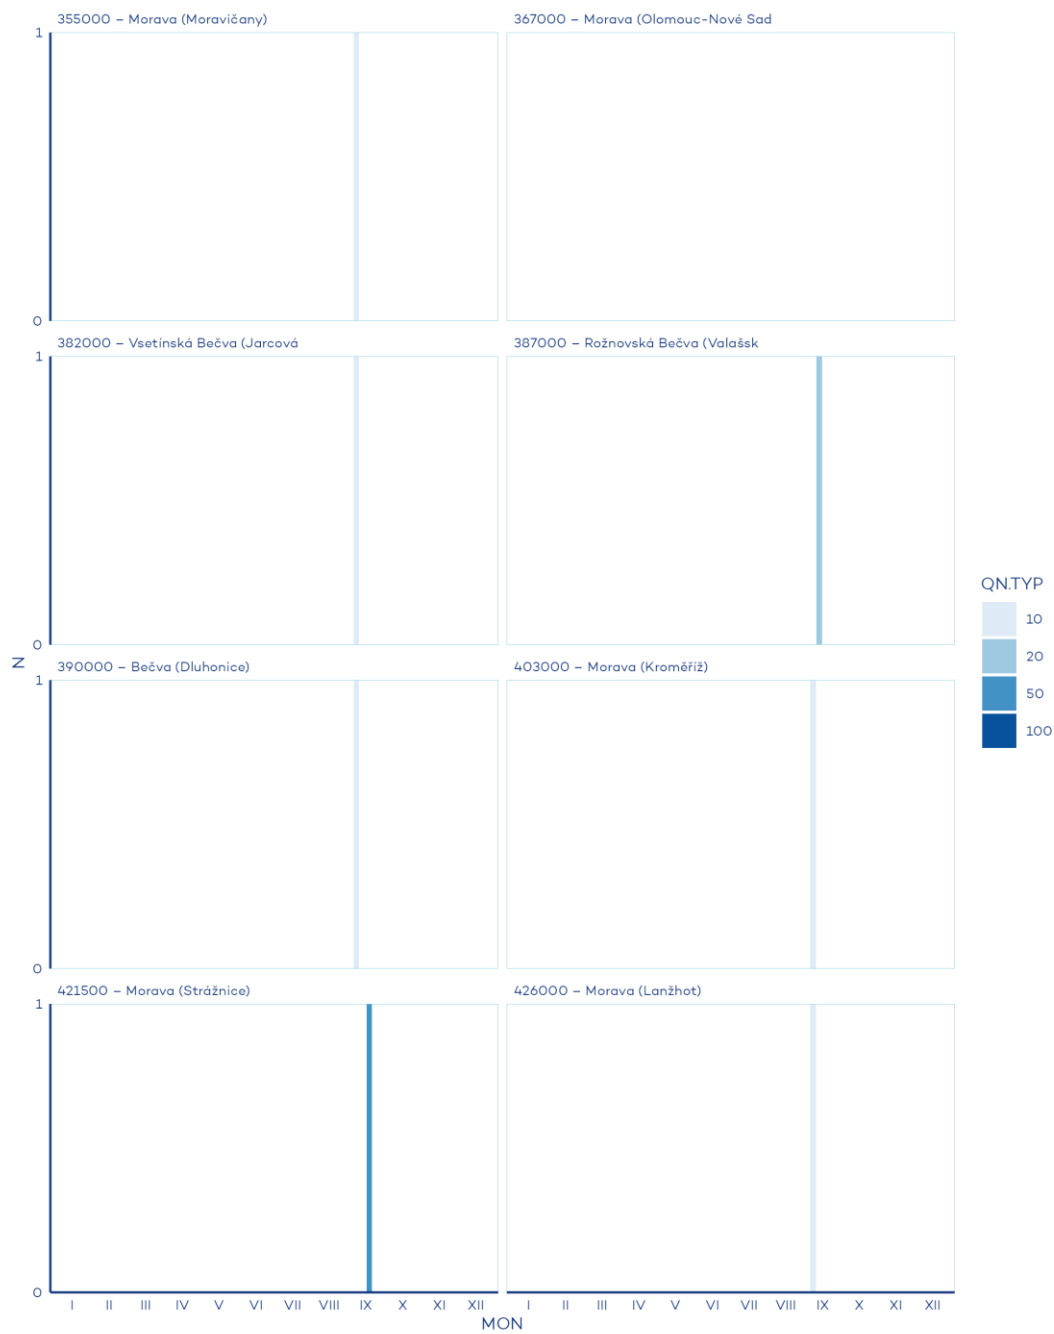 355000 – Morava (Moravičany)
367000 – Morava (Olomouc-Nové Sad
1
0
382000 – Vsetínská Bečva (Jarcová
387000 – Rožnovská Bečva (Valašsk
1
0
390000 – Bečva (Dluhonice)
403000 – Morava (Kroměříž)
1
0
421500 – Morava (Strážnice)
426000 – Morava (Lanžhot)
1
0
I II III IV V VI VII VIII IX X XI XII
I II III IV V VI VII VIII IX X XI XII
MON
N
QN.TYP
10
20
50
100